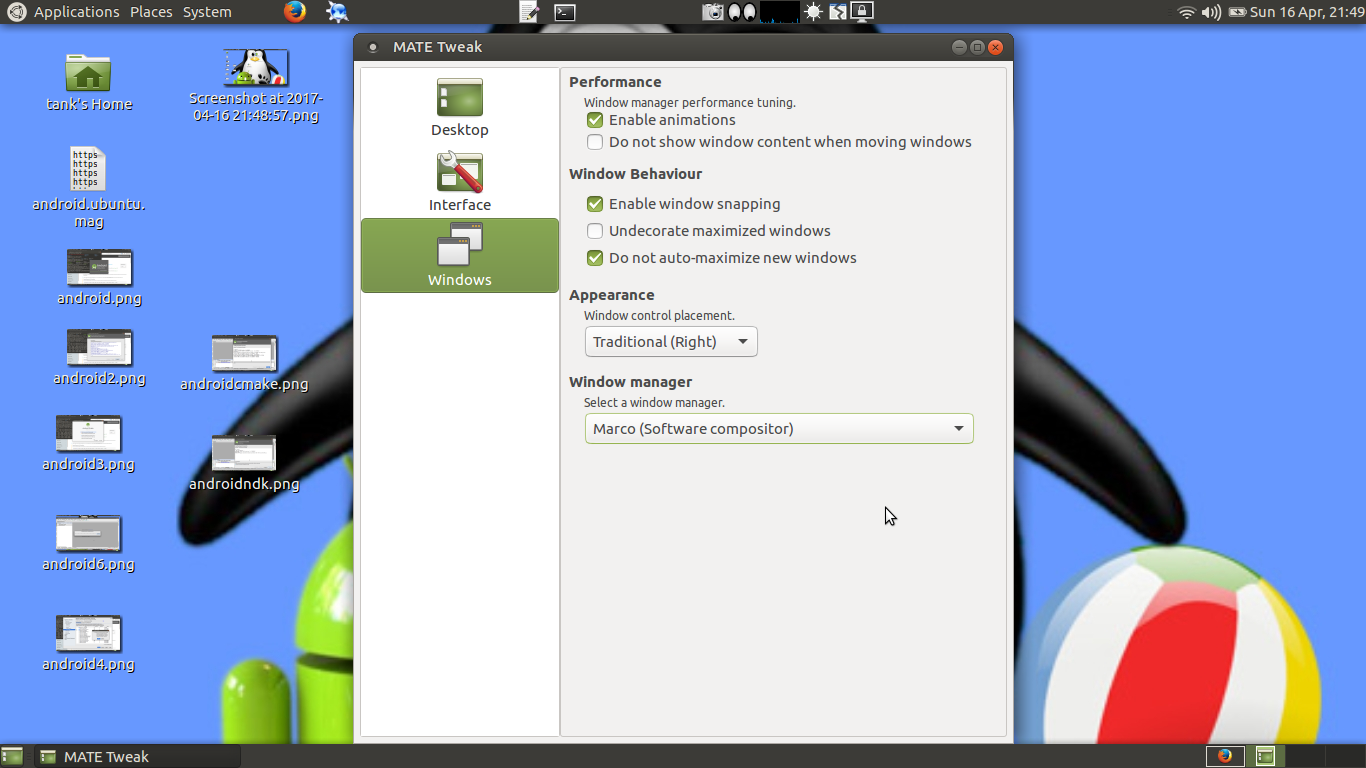 Applications Places System
Sun 16 Apr, 21:49
tank's Home
Screenshot at 2017-
04-16 21:48:57.png
https
https
https
https
android.ubuntu.
mag
android.png
android2.png
androidcmake.png
android3.png
androidndk.png
android6.png
android4.png
MATE Tweak
Desktop
Interface
Windows
Performance
Window manager performance tuning.
Enable animations
Do not show window content when moving windows
Window Behaviour
Enable window snapping
Undecorate maximized windows
Do not auto-maximize new windows
Appearance
Window control placement.
Traditional (Right)
Window manager
Select a window manager.
Marco (Software compositor)
MATE Tweak